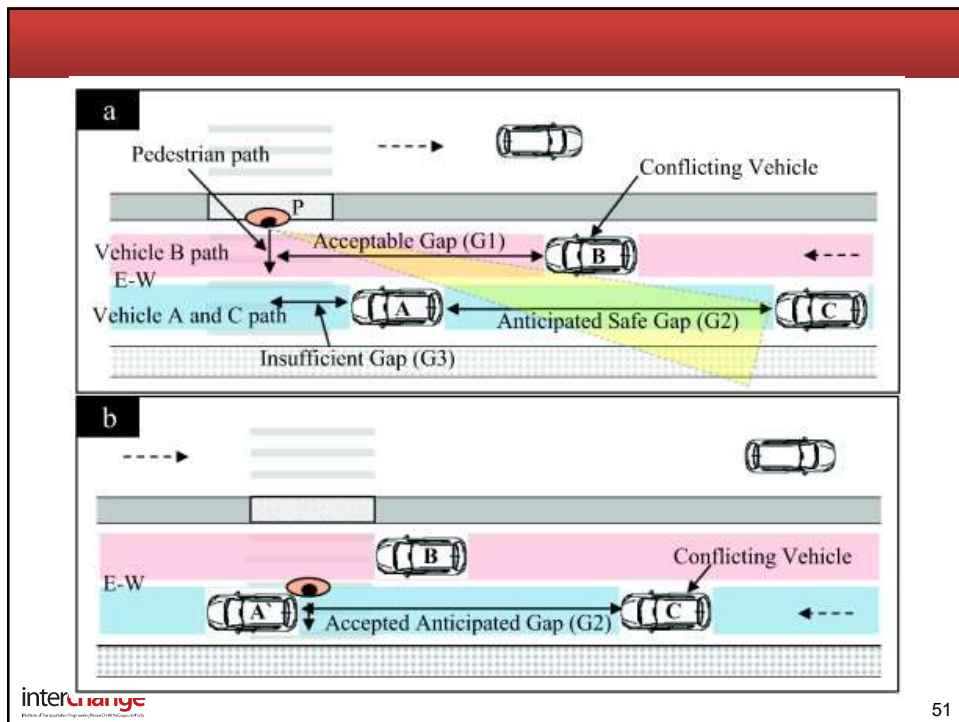 a
Pedestrian path
Conflicting Vehicle
P
Acceptable Gap (G1)
Vehicle B path
B
E-W
Vehicle A and C path
A
Anticipated Safe Gap (G2)
C
Insufficient Gap (G3)
b
B
Conflicting Vehicle
E-W
A`
Accepted Anticipated Gap (G2)
C
interchange
51